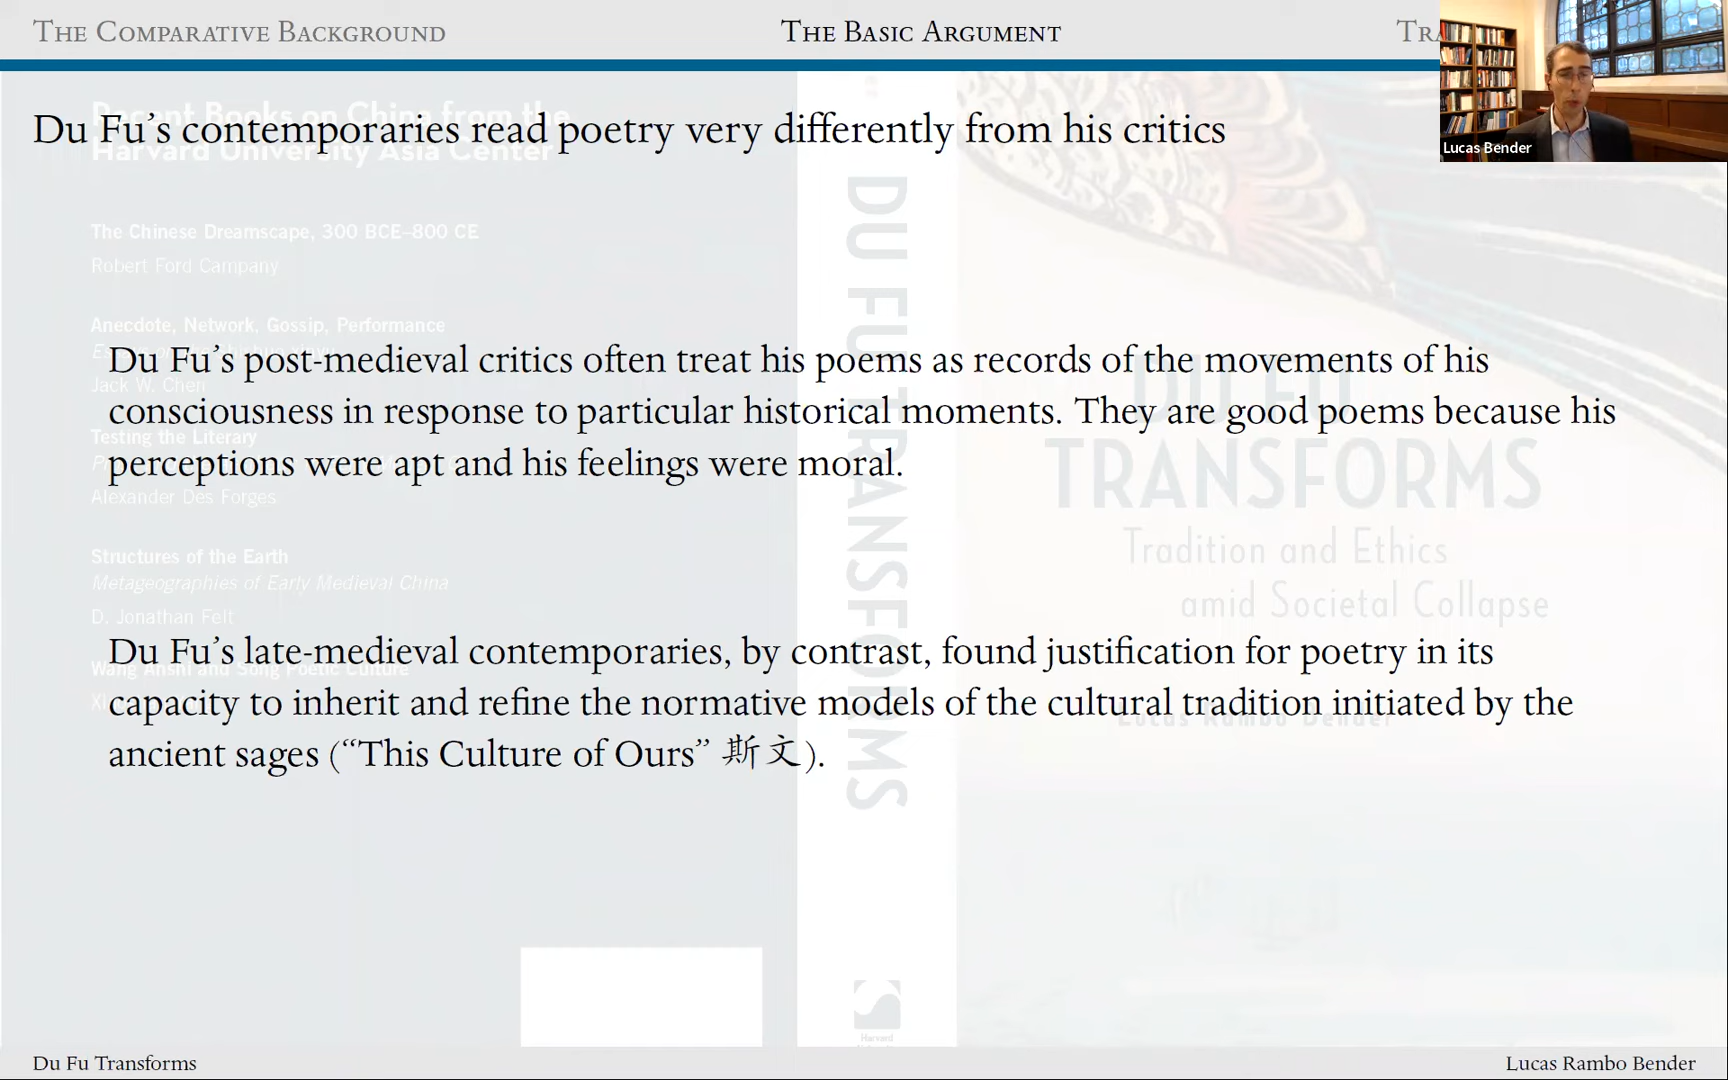 The Comparative Background
The Basic Argument
Lucas Bender
Du Fu’s contemporaries read poetry very differently from his critics
Recent Books on China from the
Harvard University Asia Center
The Chinese Dreamscape, 300 BCE–800 CE
Robert Ford Campany
Anecdote, Network, Gossip, Performance
Jack W. Chen
Testing the Literary
Alexander Des Forges
Structures of the Earth
Metageographies of Early Medieval China
D. Jonathan Felt
Wang Anshi and Song Poetic Culture
Du Fu’s post-medieval critics often treat his poems as records of the movements of his
consciousness in response to particular historical moments. They are good poems because his
perceptions were apt and his feelings were moral.
Du Fu’s late-medieval contemporaries, by contrast, found justification for poetry in its
capacity to inherit and refine the normative models of the cultural tradition initiated by the
ancient sages (“This Culture of Ours” 斯文).
DU FU TRANSFORMS
Harvard
DU FU
TRANSFORMS
Tradition and Ethics
amid Societal Collapse
Lucas Rambo Bender
Du Fu Transforms
Lucas Rambo Bender